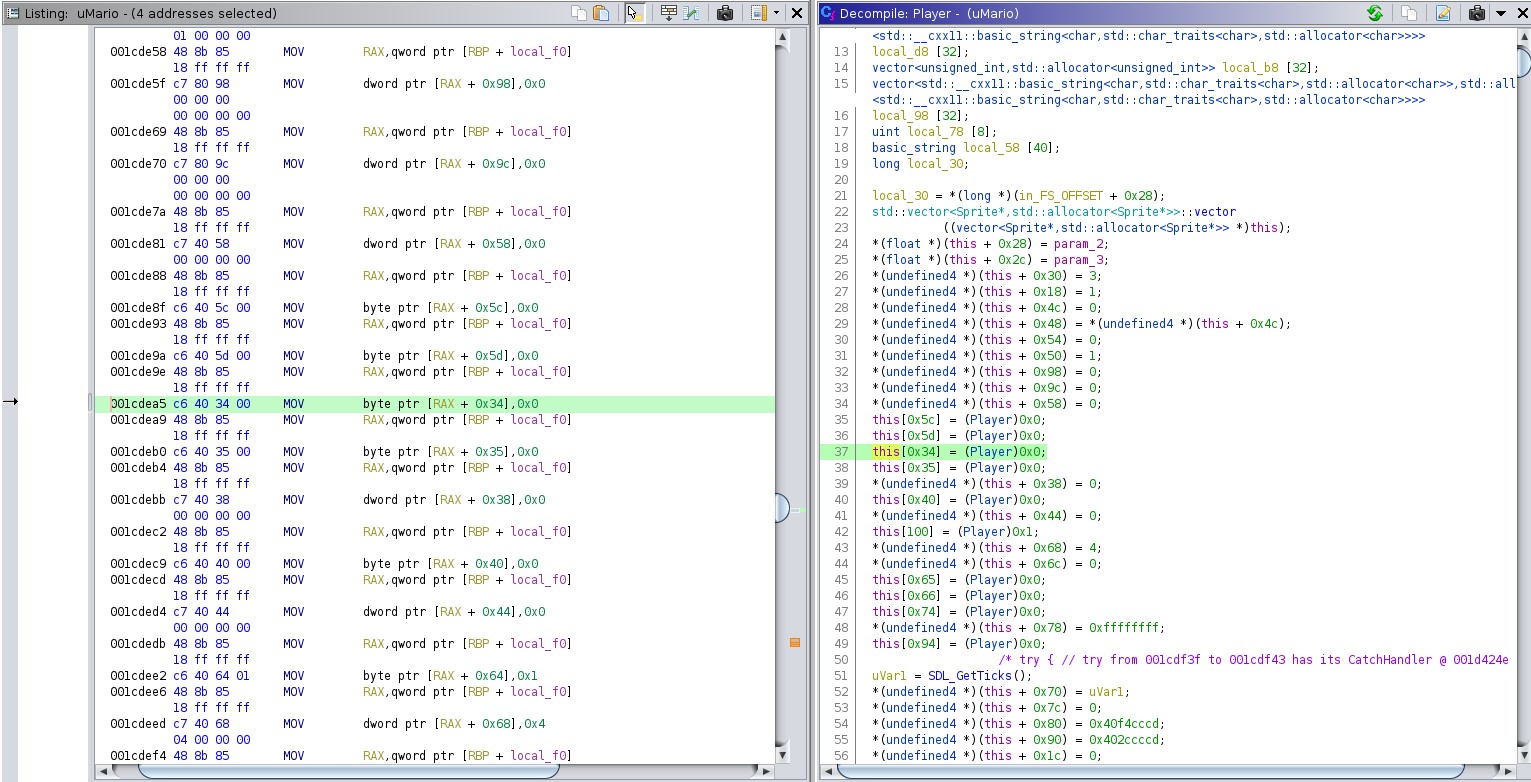 Listing: uMario - (4 addresses selected)
01 00 00 00
001cde58 48 8b 85 MOV RAX,qword ptr [RBP + local_f0]
18 ff ff ff
001cde5f c7 80 98 MOV dword ptr [RAX + 0x98],0x0
00 00 00
00 00 00 00
001cde69 48 8b 85 MOV RAX,qword ptr [RBP + local_f0]
18 ff ff ff
001cde70 c7 80 9c MOV dword ptr [RAX + 0x9c],0x0
00 00 00
00 00 00 00
001cde7a 48 8b 85 MOV RAX,qword ptr [RBP + local_f0]
18 ff ff ff
001cde81 c7 40 58 MOV dword ptr [RAX + 0x58],0x0
00 00 00 00
001cde88 48 8b 85 MOV RAX,qword ptr [RBP + local_f0]
18 ff ff ff
001cde8f c6 40 5c 00 MOV byte ptr [RAX + 0x5c],0x0
001cde93 48 8b 85 MOV RAX,qword ptr [RBP + local_f0]
18 ff ff ff
001cde9a c6 40 5d 00 MOV byte ptr [RAX + 0x5d],0x0
001cde9e 48 8b 85 MOV RAX,qword ptr [RBP + local_f0]
18 ff ff ff
001cdea5 c6 40 34 00 MOV byte ptr [RAX + 0x34],0x0
001cdea9 48 8b 85 MOV RAX,qword ptr [RBP + local_f0]
18 ff ff ff
001cdeb0 c6 40 35 00 MOV byte ptr [RAX + 0x35],0x0
001cdeb4 48 8b 85 MOV RAX,qword ptr [RBP + local_f0]
18 ff ff ff
001cdebb c7 40 38 MOV dword ptr [RAX + 0x38],0x0
00 00 00 00
001cdec2 48 8b 85 MOV RAX,qword ptr [RBP + local_f0]
18 ff ff ff
001cdec9 c6 40 40 00 MOV byte ptr [RAX + 0x40],0x0
001cdecd 48 8b 85 MOV RAX,qword ptr [RBP + local_f0]
18 ff ff ff
001cded4 c7 40 44 MOV dword ptr [RAX + 0x44],0x0
00 00 00 00
001cdedb 48 8b 85 MOV RAX,qword ptr [RBP + local_f0]
18 ff ff ff
001cdee2 c6 40 64 01 MOV byte ptr [RAX + 0x64],0x1
001cdee6 48 8b 85 MOV RAX,qword ptr [RBP + local_f0]
18 ff ff ff
001cdeed c7 40 68 MOV dword ptr [RAX + 0x68],0x4
04 00 00 00
001cdef4 48 8b 85 MOV RAX,qword ptr [RBP + local_f0]
Decompile: Player - (uMario)
<std::__cxx11::basic_string<char,std::char_traits<char>,std::allocator<char>>>>
13 local_d8 [32];
14 vector<unsigned_int,std::allocator<unsigned_int>> local_b8 [32];
15 vector<std::__cxx11::basic_string<char,std::char_traits<char>,std::allocator<char>>,std::all
<std::__cxx11::basic_string<char,std::char_traits<char>,std::allocator<char>>>>
16 local_98 [32];
17 uint local_78 [8];
18 basic_string local_58 [40];
19 long local_30;
20
21 local_30 = *(long *)(in_FS_OFFSET + 0x28);
22 std::vector<Sprite*,std::allocator<Sprite*>>::vector
23 ((vector<Sprite*,std::allocator<Sprite*>> *)this);
24 *(float *)(this + 0x28) = param_2;
25 *(float *)(this + 0x2c) = param_3;
26 *(undefined4 *)(this + 0x30) = 3;
27 *(undefined4 *)(this + 0x18) = 1;
28 *(undefined4 *)(this + 0x4c) = 0;
29 *(undefined4 *)(this + 0x48) = *(undefined4 *)(this + 0x4c);
30 *(undefined4 *)(this + 0x54) = 0;
31 *(undefined4 *)(this + 0x50) = 1;
32 *(undefined4 *)(this + 0x98) = 0;
33 *(undefined4 *)(this + 0x9c) = 0;
34 *(undefined4 *)(this + 0x58) = 0;
35 this[0x5c] = (Player)0x0;
36 this[0x5d] = (Player)0x0;
37 this[0x34] = (Player)0x0;
38 this[0x35] = (Player)0x0;
39 *(undefined4 *)(this + 0x38) = 0;
40 this[0x40] = (Player)0x0;
41 *(undefined4 *)(this + 0x44) = 0;
42 this[100] = (Player)0x1;
43 *(undefined4 *)(this + 0x68) = 4;
44 *(undefined4 *)(this + 0x6c) = 0;
45 this[0x65] = (Player)0x0;
46 this[0x66] = (Player)0x0;
47 this[0x74] = (Player)0x0;
48 *(undefined4 *)(this + 0x78) = 0xffffffff;
49 this[0x94] = (Player)0x0;
50 /* try { // try from 001cdf3f to 001cdf43 has its CatchHandler @ 001d424e
51 uVar1 = SDL_GetTicks();
52 *(undefined4 *)(this + 0x70) = uVar1;
53 *(undefined4 *)(this + 0x7c) = 0;
54 *(undefined4 *)(this + 0x80) = 0x40f4cccd;
55 *(undefined4 *)(this + 0x90) = 0x402ccccd;
56 *(undefined4 *)(this + 0x1c) = 0;